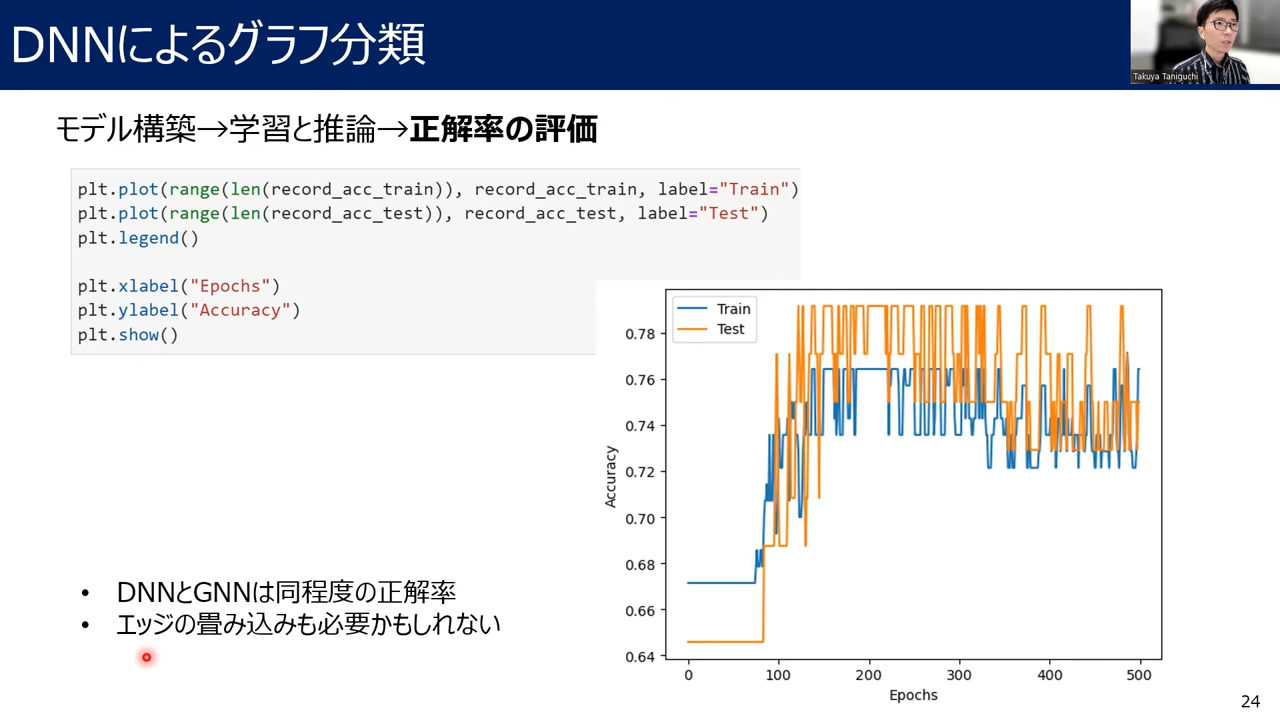 DNNによるグラフ分類
Takuya Taniguchi
モデル構築→学習と推論→正解率の評価
plt.plot(range(len(record_acc_train)), record_acc_train, label="Train")
plt.plot(range(len(record_acc_test)), record_acc_test, label="Test")
plt.legend()
plt.xlabel("Epochs")
plt.ylabel("Accuracy")
plt.show()
Train
Test
0.78
0.76
0.74
0.72
0.70
0.68
0.66
0.64
Accuracy
0 100 200 300 400 500
Epochs
• DNNとGNNは同程度の正解率
• エッジの畳み込みも必要かもしれない
24